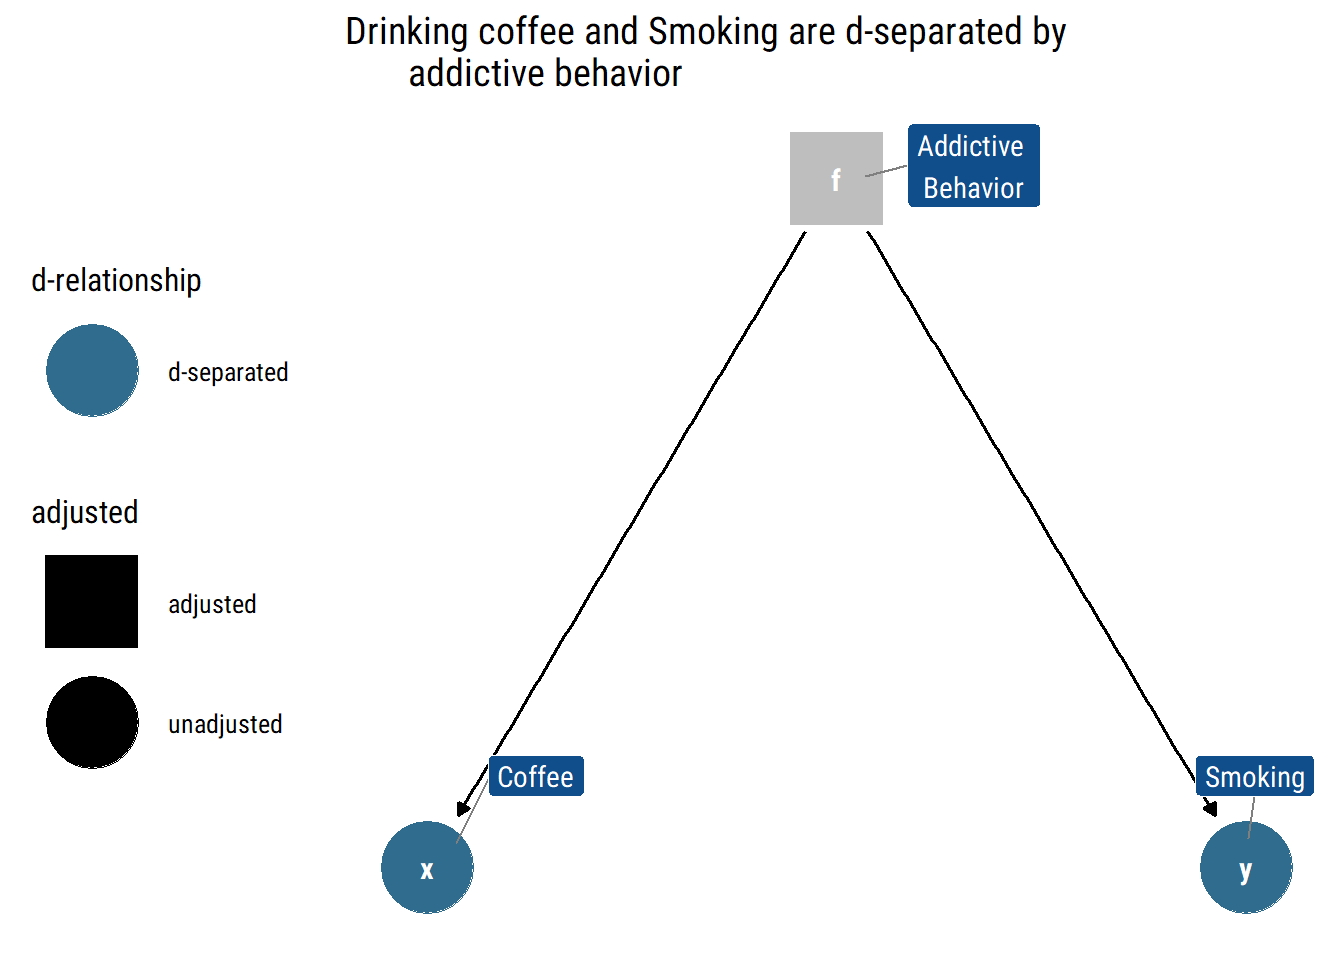 Drinking coffee and Smoking are d-separated by
addictive behavior
f
Addictive
Behavior
d-relationship
d-separated
adjusted
adjusted
unadjusted
Coffee
Smoking
x
y